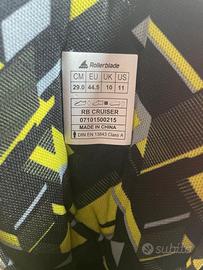 Rollerblade
CM EU UK US
29.0 44.5 10 11
RB CRUISER
07101500215
MADE IN CHINA
DIN EN 13843 Class A
subito